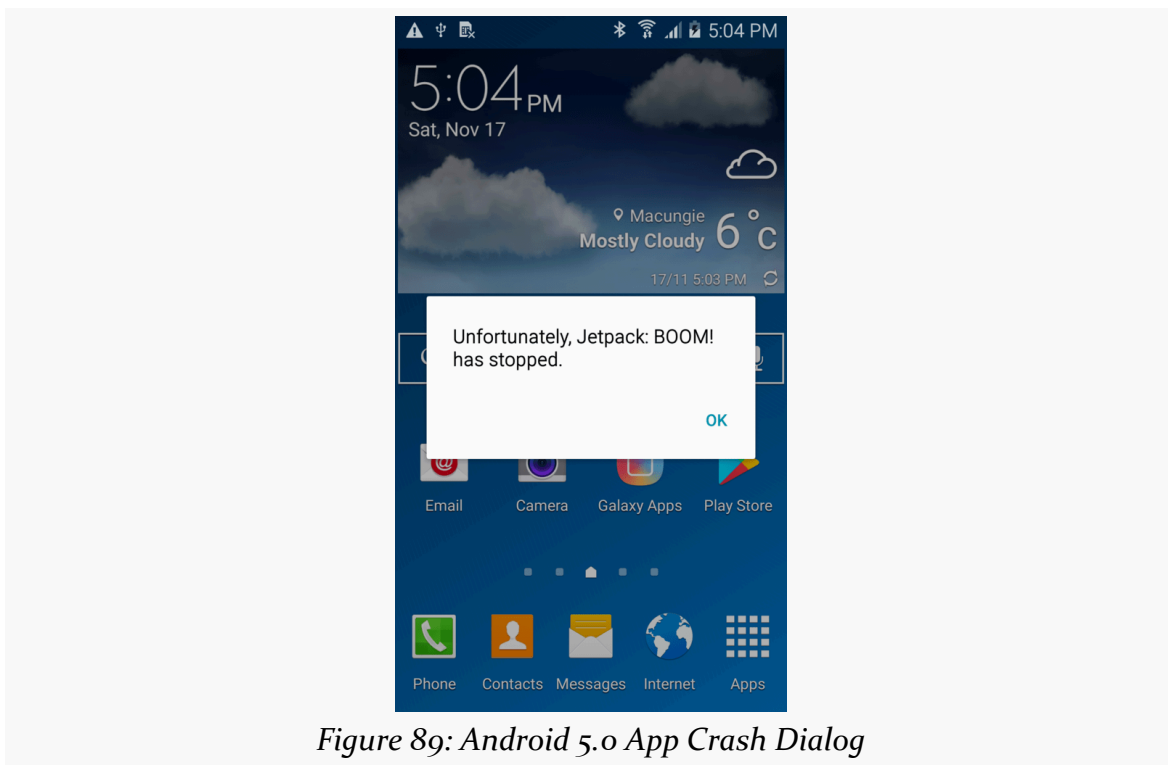 5:04 PM
5:04 PM
Sat, Nov 17
Macungie
Mostly Cloudy
6°C
17/11 5:03 PM
Unfortunately, Jetpack: BOOM!
has stopped.
OK
@
Email Camera Galaxy Apps Play Store
Phone Contacts Messages Internet Apps
Figure 89: Android 5.0 App Crash Dialog